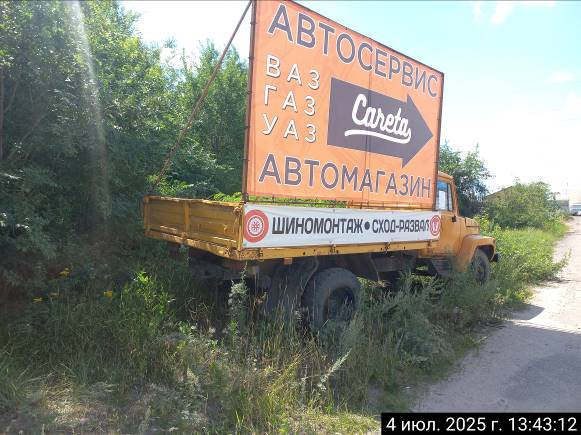 АВТОСЕРВИС
ВАЗ
ГАЗ
УАЗ
Careta
АВТОМАГАЗИН
ШИНОМОНТАЖ • СХОД-РАЗВАЛ
4 июл. 2025 г. 13:43:12